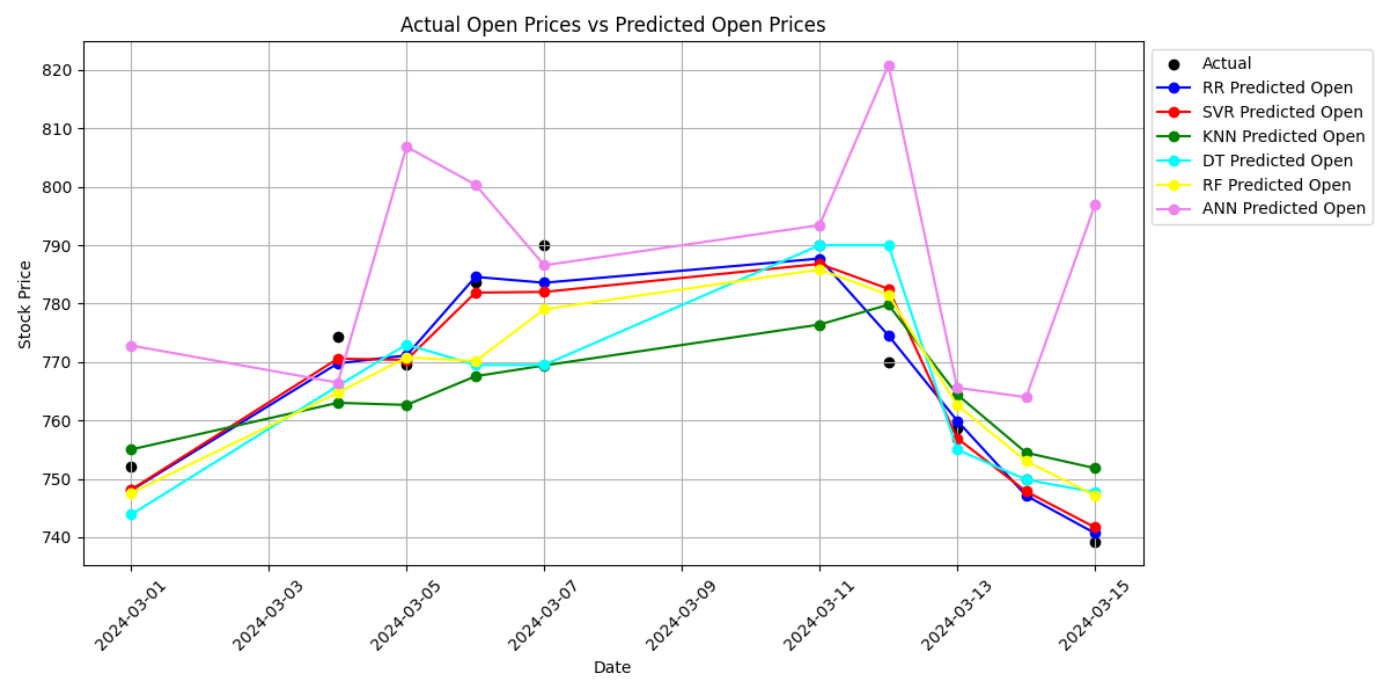 Actual Open Prices vs Predicted Open Prices
820
810
800
790
780
770
760
750
740
Stock Price
2024-03-01
2024-03-03
2024-03-05
2024-03-07
2024-03-09
2024-03-11
2024-03-13
2024-03-15
Date
Actual
RR Predicted Open
SVR Predicted Open
KNN Predicted Open
DT Predicted Open
RF Predicted Open
ANN Predicted Open